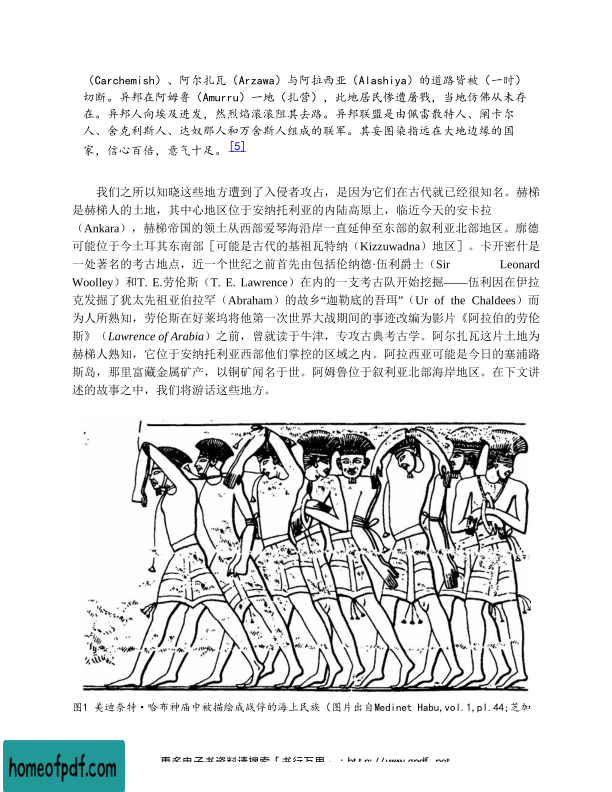 （Carchemish）、阿尔扎瓦（Arzawa）与阿拉西亚（Alashiya）的道路皆被（一时）
切断。异邦在阿姆鲁（Amurru）一地（扎营），此地居民惨遭屠戮，当地仿佛从未存
在。异邦人向埃及进发，然烈焰滚滚阻其去路。异邦联盟是由佩雷散特人、闸卡尔
人、舍克利斯人、达奴那人和万舍斯人组成的联军。其妄图染指远在大地边缘的国
家，信心百倍，意气十足。[5]
我们之所以知晓这些地方遭到了入侵者攻占，是因为它们在古代就已经很知名。赫梯
是赫梯人的土地，其中心地区位于安纳托利亚的内陆高原上，临近今天的安卡拉
（Ankara），赫梯帝国的领土从西部爱琴海沿岸一直延伸至东部的叙利亚北部地区。廓德
可能位于今土耳其东南部［可能是古代的基祖瓦特纳（Kizzuwadna）地区］。卡开密什是
一处著名的考古地点，近一个世纪之前首先由包括伦纳德·伍利爵士（Sir Leonard
Woolley）和T. E.劳伦斯（T. E. Lawrence）在内的一支考古队开始挖掘——伍利因在伊拉
克发掘了犹太先祖亚伯拉罕（Abraham）的故乡“迦勒底的吾珥”（Ur of the Chaldees）而
为人所熟知，劳伦斯在好莱坞将他第一次世界大战期间的事迹改编为影片《阿拉伯的劳伦
斯》（Lawrence of Arabia）之前，曾就读于牛津，专攻古典考古学。阿尔扎瓦这片土地为
赫梯人熟知，它位于安纳托利亚西部他们掌控的区域之内。阿拉西亚可能是今日的塞浦路
斯岛，那里富藏金属矿产，以铜矿闻名于世。阿姆鲁位于叙利亚北部海岸地区。在下文讲
述的故事之中，我们将游话这些地方。
图1 美迪奈特·哈布神庙中被描绘成战俘的海上民族（图片出自Medinet Habu,vol.1,pl.44;芝加
homeofpdf.com